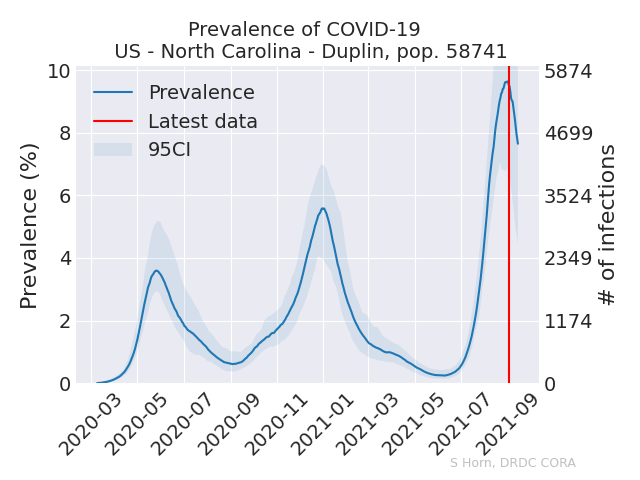 Prevalence of COVID-19
US - North Carolina - Duplin, pop. 58741
Prevalence
Latest data
95CI
Prevalence (%)
10
8
6
4
2
0
5874
4699
3524
2349
1174
0
# of infections
2020-03
2020-05
2020-07
2020-09
2020-11
2021-01
2021-03
2021-05
2021-07
2021-09
S Horn, DRDC CORA